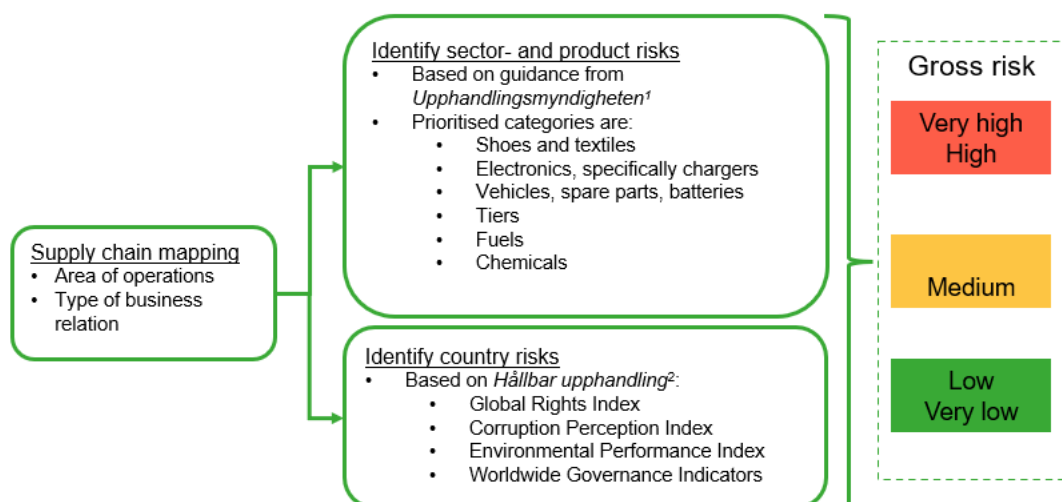 Supply chain mapping
• Area of operations
• Type of business
relation
Identify sector- and product risks
• Based on guidance from
Upphandlingsmyndigheten¹
• Prioritised categories are:
• Shoes and textiles
• Electronics, specifically chargers
• Vehicles, spare parts, batteries
• Tiers
• Fuels
• Chemicals
Identify country risks
• Based on Hållbar upphandling²:
• Global Rights Index
• Corruption Perception Index
• Environmental Performance Index
• Worldwide Governance Indicators
Gross risk
Very high
High
Medium
Low
Very low